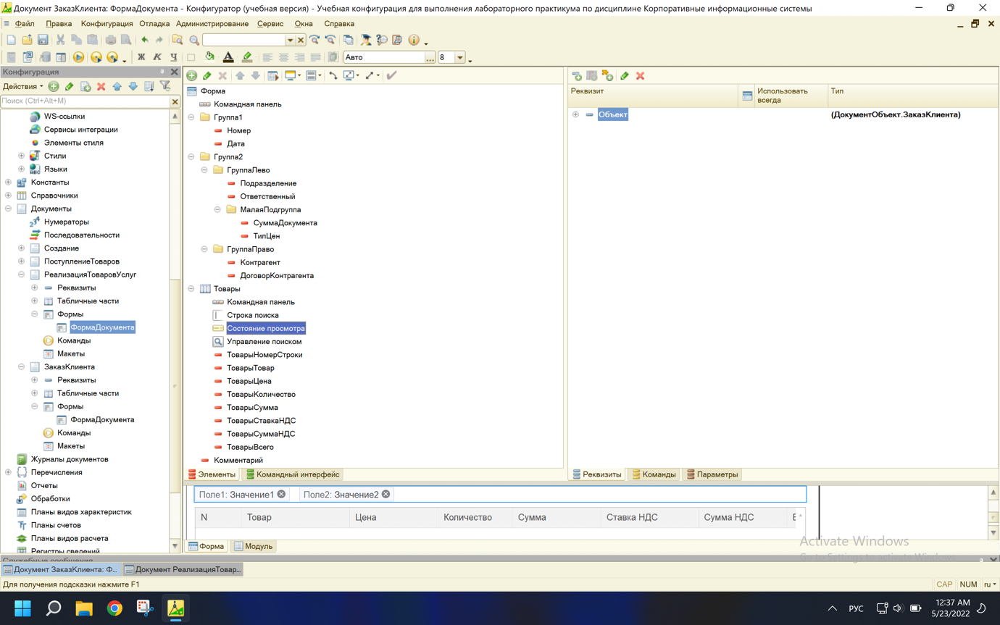 Документ ЗаказКлиента: ФормаДокумента - Конфигуратор (учебная версия) - Учебная конфигурация для выполнения лабораторного практикума по дисциплине Корпоративные информационные системы
Файл Правка Конфигурация Отладка Администрирование Сервис Окна Справка
Ж К Ч А Авто ... 8
Конфигурация
Действия
Поиск (Ctrl+Alt+M)
WS-ссылки
Сервисы интеграции
Элементы стиля
Стили
Языки
Константы
Справочники
Документы
Нумераторы
Последовательности
Создание
ПоступлениеТоваров
РеализацияТоваровУслуг
Реквизиты
Табличные части
Формы
ФормаДокумента
Команды
Макеты
ЗаказКлиента
Реквизиты
Табличные части
Формы
ФормаДокумента
Команды
Макеты
Журналы документов
Перечисления
Отчеты
Обработки
Планы видов характеристик
Планы счетов
Планы видов расчета
Регистры сведений
Форма
Командная панель
Группа1
Номер
Дата
Группа2
ГруппаЛево
Подразделение
Ответственный
МалаяПодгруппа
СуммаДокумента
ТипЦен
ГруппаПраво
Контрагент
ДоговорКонтрагента
Товары
Командная панель
Строка поиска
Состояние просмотра
Управление поиском
ТоварыНомерСтроки
ТоварыТовар
ТоварыЦена
ТоварыКоличество
ТоварыСумма
ТоварыСтавкаНДС
ТоварыСуммаНДС
ТоварыВсего
Комментарий
Элементы Командный интерфейс
Реквизит Использовать всегда Тип
Объект (ДокументОбъект.ЗаказКлиента)
Реквизиты Команды Параметры
Поле1: Значение1 Поле2: Значение2
N Товар Цена Количество Сумма Ставка НДС Сумма НДС
Форма Модуль
Activate Windows
Go to Settings to activate Windows.
Служебные сообщения
Документ ЗаказКлиента: Ф... Документ РеализацияТовар...
Для получения подсказки нажмите F1
CAP NUM ru
РУС 12:37 AM
5/23/2022